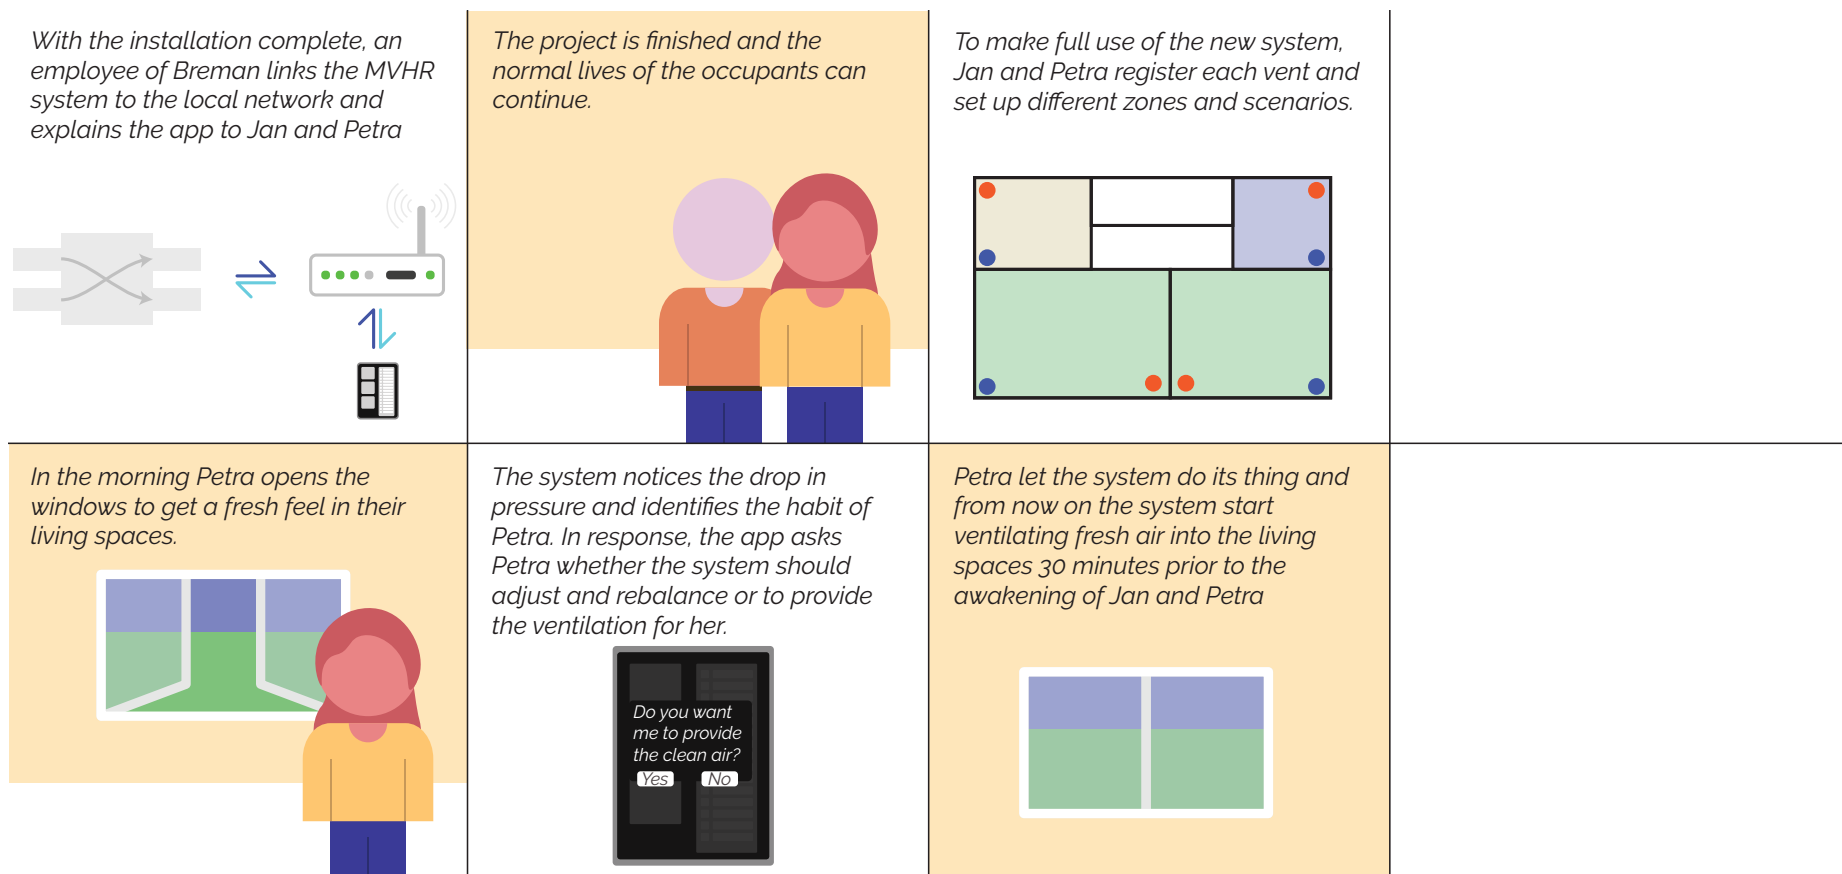 With the installation complete, an
employee of Breman links the MVHR
system to the local network and
explains the app to Jan and Petra
The project is finished and the
normal lives of the occupants can
continue.
To make full use of the new system,
Jan and Petra register each vent and
set up different zones and scenarios.
In the morning Petra opens the
windows to get a fresh feel in their
living spaces.
The system notices the drop in
pressure and identifies the habit of
Petra. In response, the app asks
Petra whether the system should
adjust and rebalance or to provide
the ventilation for her.
Do you want
me to provide
the clean air?
Yes No
Petra let the system do its thing and
from now on the system start
ventilating fresh air into the living
spaces 30 minutes prior to the
awakening of Jan and Petra